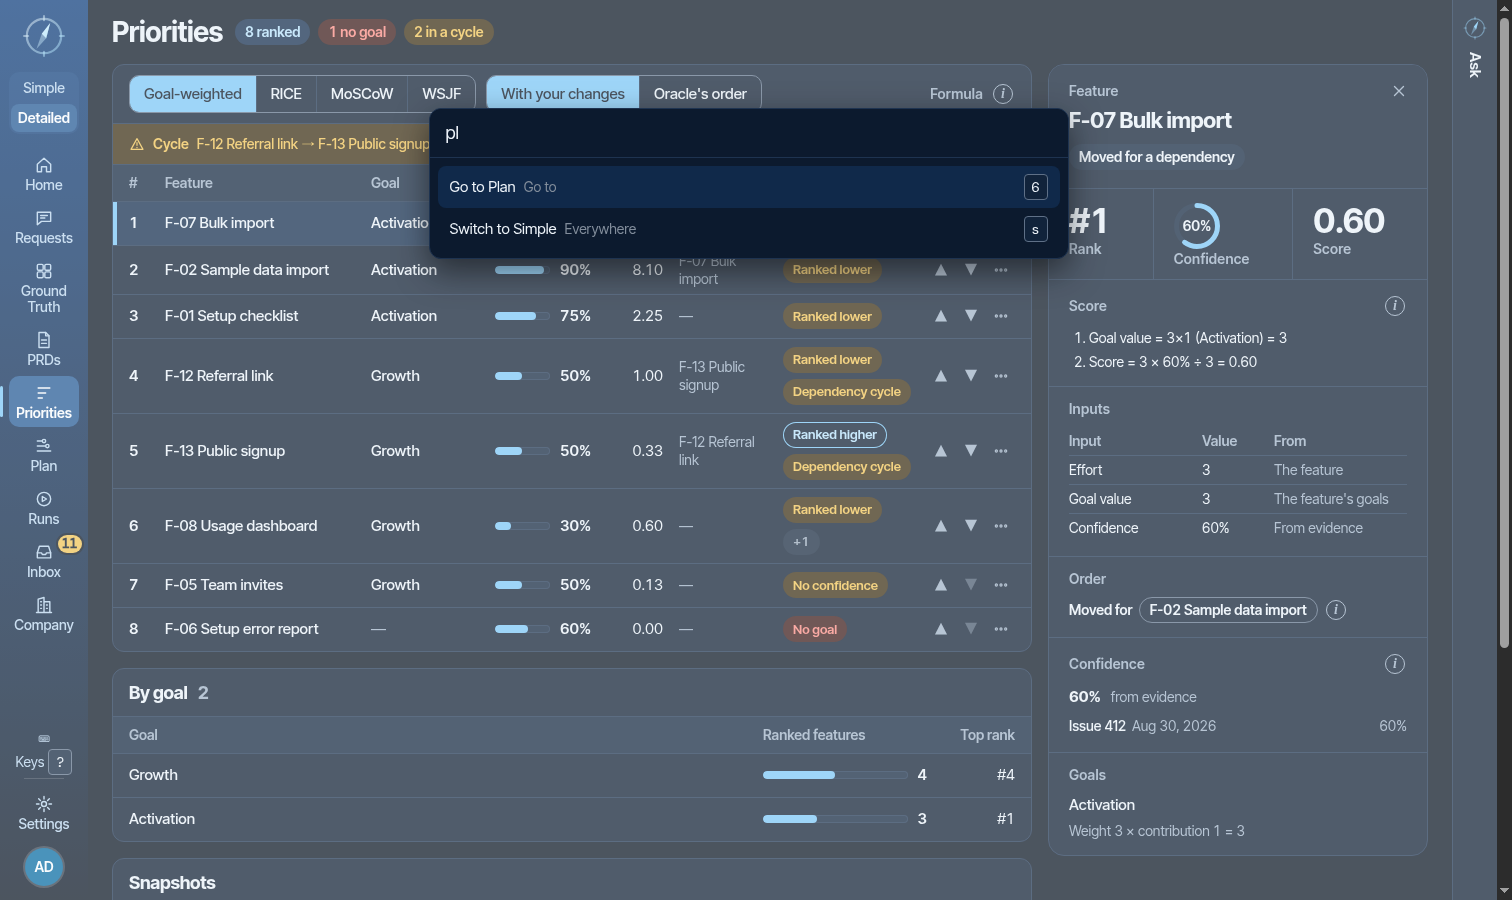 Priorities
8 ranked
1 no goal
2 in a cycle
Simple
Detailed
Home
Requests
Ground
Truth
PRDs
Priorities
Plan
Runs
11
Inbox
Company
Keys ?
Settings
AD
Goal-weighted
RICE
MoSCoW
WSJF
With your changes
Oracle's order
Formula i
pl
Go to Plan Go to 6
Switch to Simple Everywhere s
Cycle F-12 Referral link → F-13 Public signup
# Feature Goal
1 F-07 Bulk import Activatio
2 F-02 Sample data import Activation 90% 8.10 F-07 Bulk
import
Ranked lower
3 F-01 Setup checklist Activation 75% 2.25 — Ranked lower
4 F-12 Referral link Growth 50% 1.00 F-13 Public
signup
Ranked lower
Dependency cycle
5 F-13 Public signup Growth 50% 0.33 F-12 Referral
link
Ranked higher
Dependency cycle
6 F-08 Usage dashboard Growth 30% 0.60 — Ranked lower
+1
7 F-05 Team invites Growth 50% 0.13 — No confidence
8 F-06 Setup error report — 60% 0.00 — No goal
By goal 2
Goal Ranked features Top rank
Growth 4 #4
Activation 3 #1
Snapshots
Feature
F-07 Bulk import
Moved for a dependency
#1
Rank
60%
Confidence
0.60
Score
Score i
1. Goal value = 3×1 (Activation) = 3
2. Score = 3 × 60% ÷ 3 = 0.60
Inputs
Input Value From
Effort 3 The feature
Goal value 3 The feature's goals
Confidence 60% From evidence
Order
Moved for F-02 Sample data import i
Confidence i
60% from evidence
Issue 412 Aug 30, 2026 60%
Goals
Activation
Weight 3 × contribution 1 = 3
Ask